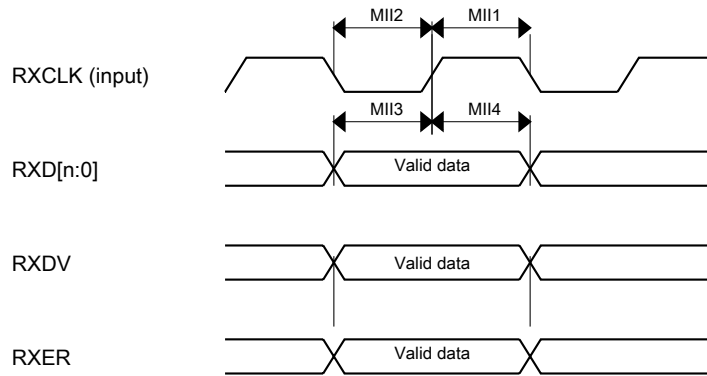 MII2 MII1
RXCLK (input)
MII3 MII4
RXD[n:0] Valid data
RXDV Valid data
RXER Valid data